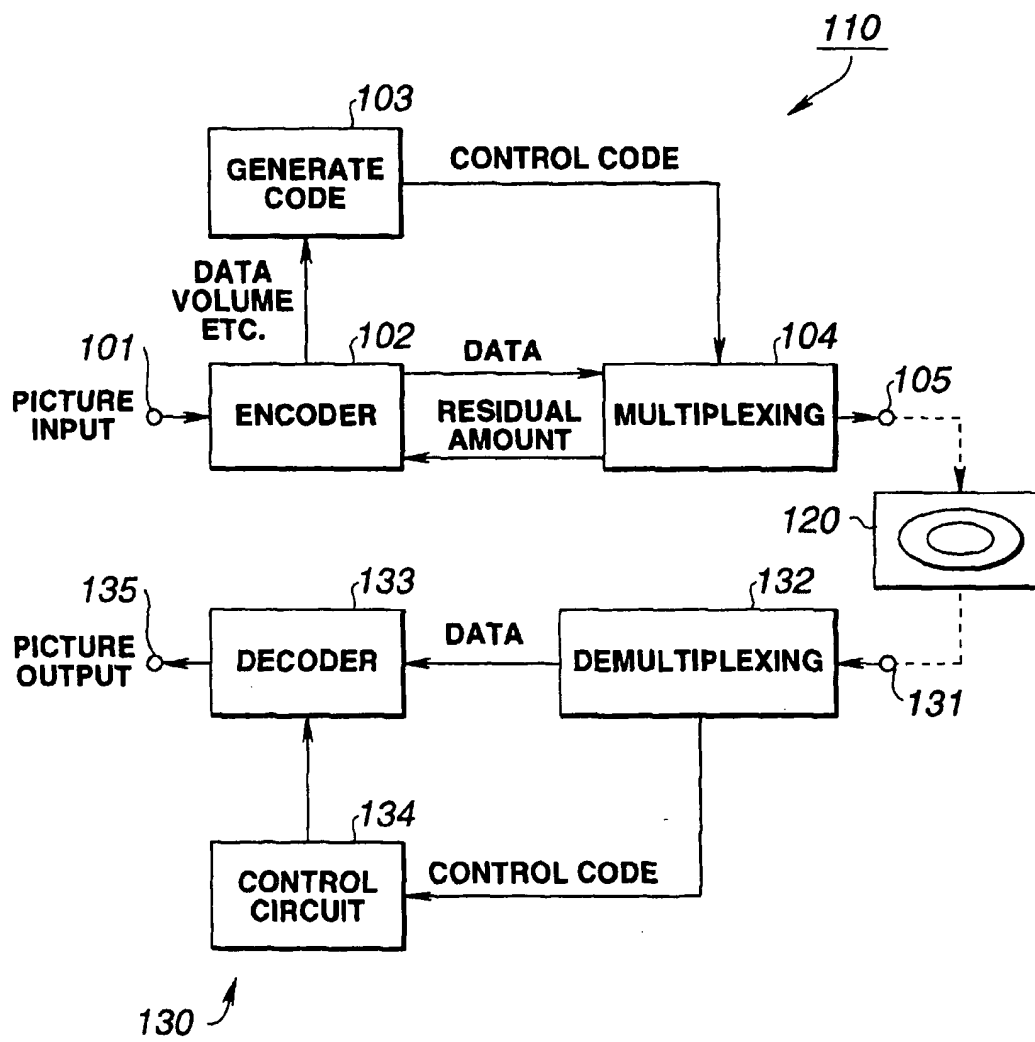 110
103
GENERATE
CODE
CONTROL CODE
DATA
VOLUME
ETC.
101
102
DATA
104
105
PICTURE
INPUT
ENCODER
RESIDUAL
AMOUNT
MULTIPLEXING
120
135
133
132
PICTURE
OUTPUT
DECODER
DATA
DEMULTIPLEXING
131
134
CONTROL
CIRCUIT
CONTROL CODE
130